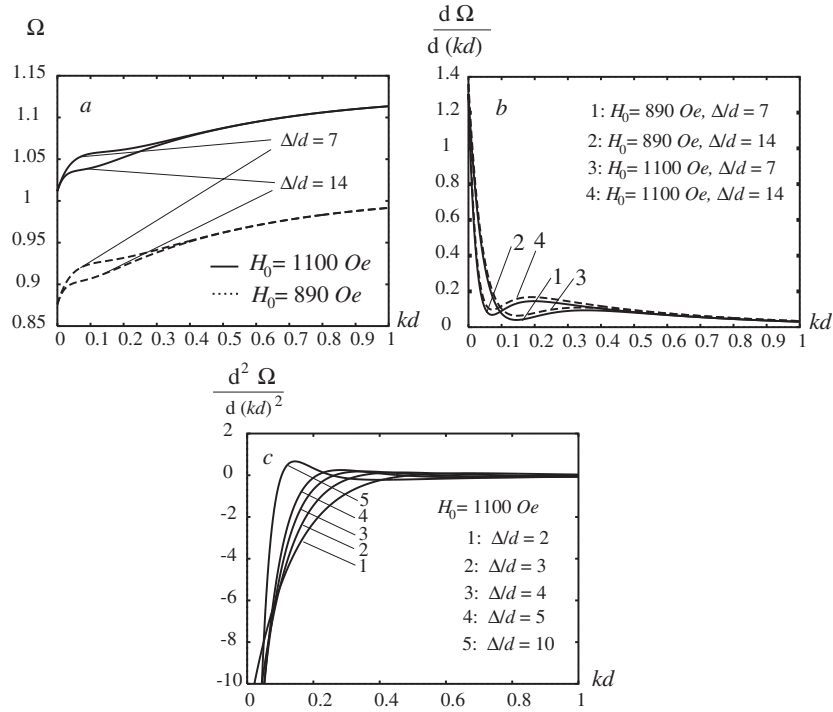 Ω
1.15
1.1
1.05
1
0.95
0.9
0.85
a
Δ/d = 7
Δ/d = 14
H₀= 1100 Oe
H₀= 890 Oe
0 0.1 0.2 0.3 0.4 0.5 0.6 0.7 0.8 0.9 1
kd
d Ω
d (kd)
1.4
1.2
1
0.8
0.6
0.4
0.2
0
b
1: H₀= 890 Oe, Δ/d = 7
2: H₀= 890 Oe, Δ/d = 14
3: H₀= 1100 Oe, Δ/d = 7
4: H₀= 1100 Oe, Δ/d = 14
2 4 1 3
0 0.1 0.2 0.3 0.4 0.5 0.6 0.7 0.8 0.9 1
kd
d² Ω
d (kd)²
2
0
-2
-4
-6
-8
-10
c
5
4
3
2
1
H₀= 1100 Oe
1: Δ/d = 2
2: Δ/d = 3
3: Δ/d = 4
4: Δ/d = 5
5: Δ/d = 10
0 0.2 0.4 0.6 0.8 1
kd